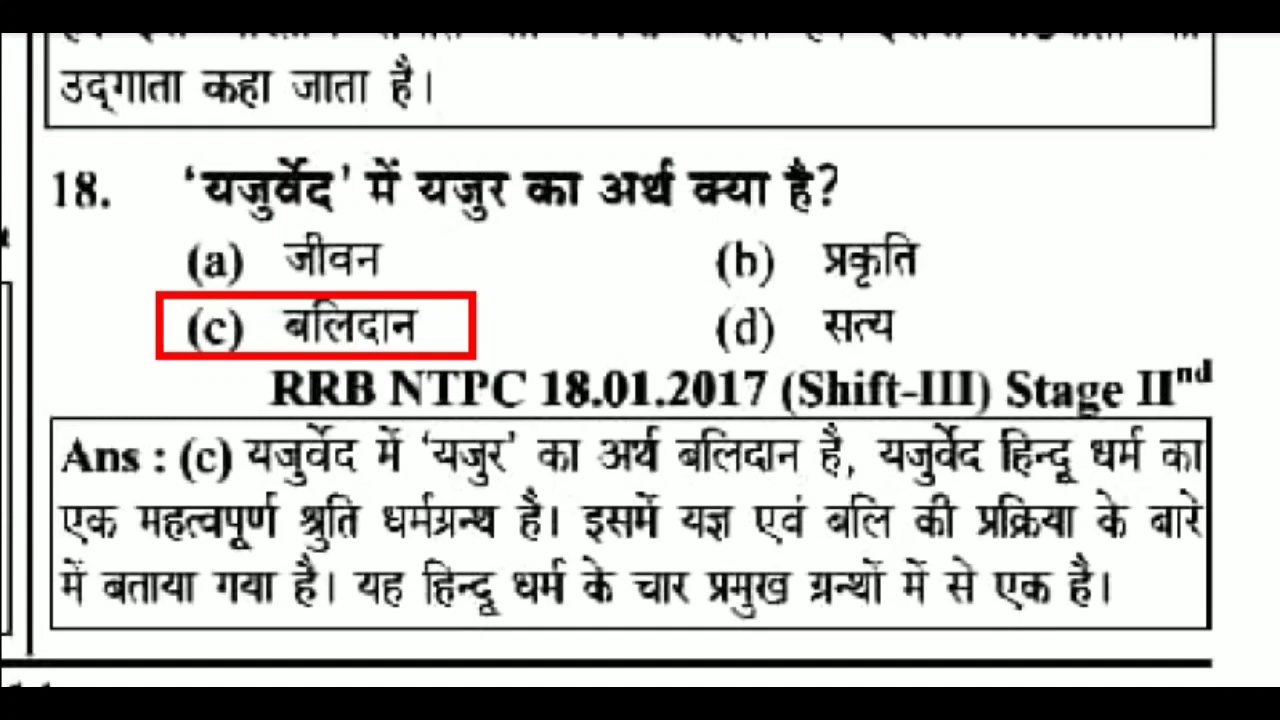 उद्गाता कहा जाता है।
18. 'यजुर्वेद' में यजुर का अर्थ क्या है?
(a) जीवन (b) प्रकृति
(c) बलिदान (d) सत्य
RRB NTPC 18.01.2017 (Shift-III) Stage IInd
Ans : (c) यजुर्वेद में 'यजुर' का अर्थ बलिदान है, यजुर्वेद हिन्दू धर्म का
एक महत्वपूर्ण श्रुति धर्मग्रन्थ है। इसमें यज्ञ एवं बलि की प्रक्रिया के बारे
में बताया गया है। यह हिन्दू धर्म के चार प्रमुख ग्रन्थों में से एक है।